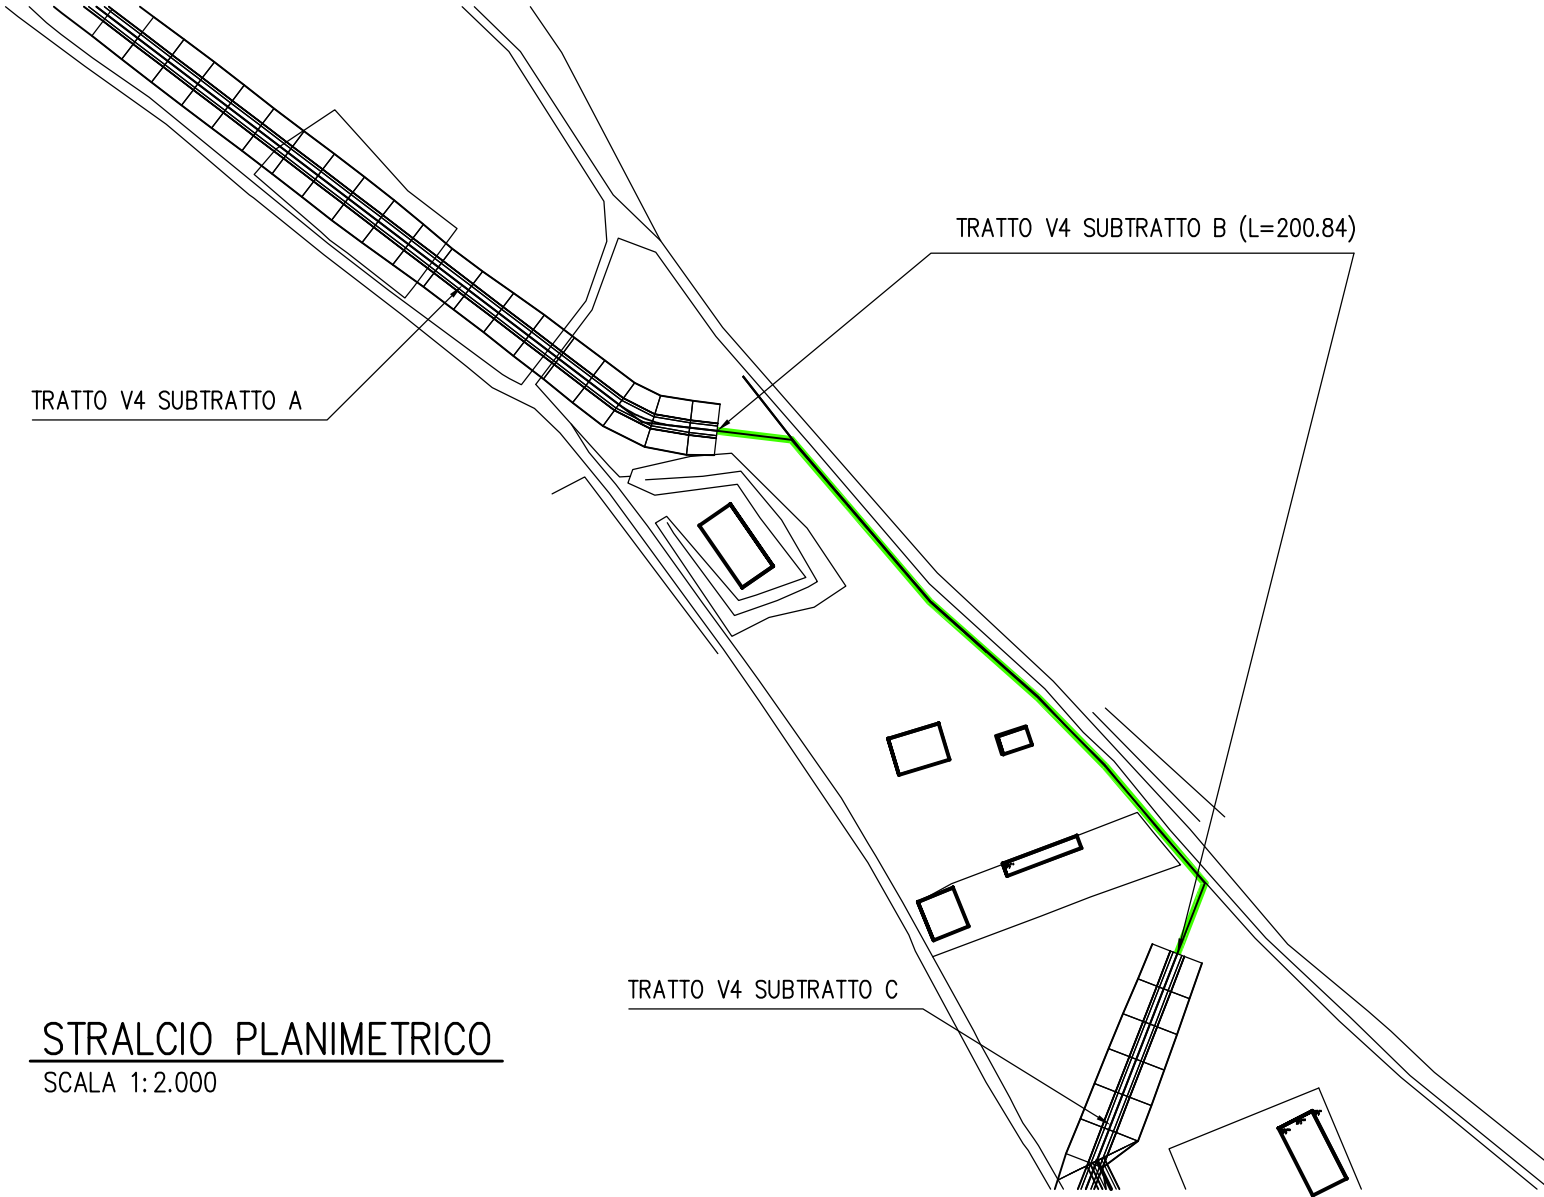 TRATTO V4 SUBTRATTO B (L=200.84)
TRATTO V4 SUBTRATTO A
TRATTO V4 SUBTRATTO C
STRALCIO PLANIMETRICO
SCALA 1:2.000